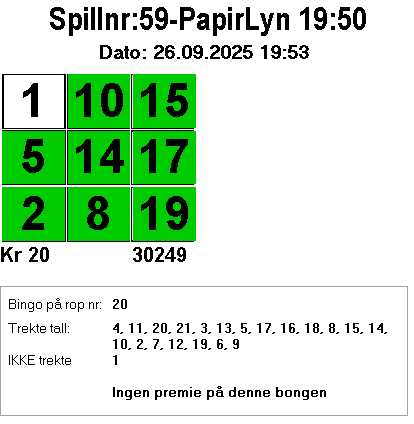 Spillnr:59-PapirLyn 19:50
Dato: 26.09.2025 19:53
1 10 15
5 14 17
2 8 19
Kr 20 30249
Bingo på rop nr: 20
Trekte tall: 4, 11, 20, 21, 3, 13, 5, 17, 16, 18, 8, 15, 14,
10, 2, 7, 12, 19, 6, 9
IKKE trekte 1
Ingen premie på denne bongen